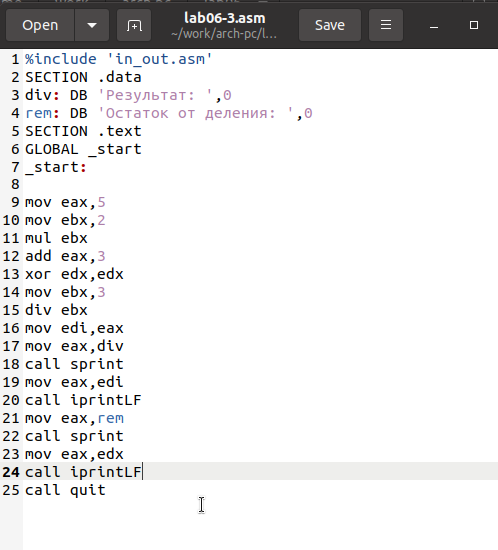 Open
lab06-3.asm
~/work/arch-pc/l...
Save
1 %include 'in_out.asm'
2 SECTION .data
3 div: DB 'Результат: ',0
4 rem: DB 'Остаток от деления: ',0
5 SECTION .text
6 GLOBAL _start
7 _start:
8
9 mov eax,5
10 mov ebx,2
11 mul ebx
12 add eax,3
13 xor edx,edx
14 mov ebx,3
15 div ebx
16 mov edi,eax
17 mov eax,div
18 call sprint
19 mov eax,edi
20 call iprintLF
21 mov eax,rem
22 call sprint
23 mov eax,edx
24 call iprintLF
25 call quit